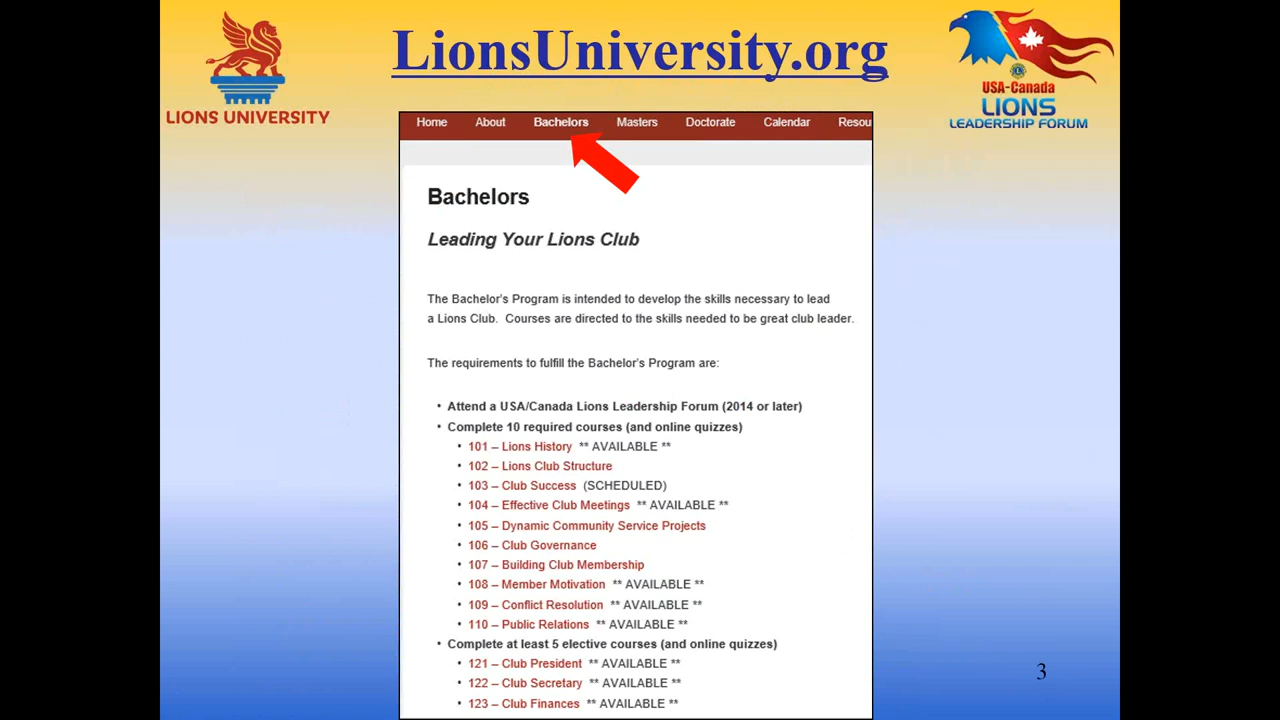 LionsUniversity.org
LIONS UNIVERSITY
USA-Canada
LIONS
LEADERSHIP FORUM
Home About Bachelors Masters Doctorate Calendar Resou
Bachelors
Leading Your Lions Club
The Bachelor's Program is intended to develop the skills necessary to lead
a Lions Club. Courses are directed to the skills needed to be great club leader.
The requirements to fulfill the Bachelor's Program are:
• Attend a USA/Canada Lions Leadership Forum (2014 or later)
• Complete 10 required courses (and online quizzes)
• 101 – Lions History ** AVAILABLE **
• 102 – Lions Club Structure
• 103 – Club Success (SCHEDULED)
• 104 – Effective Club Meetings ** AVAILABLE **
• 105 – Dynamic Community Service Projects
• 106 – Club Governance
• 107 – Building Club Membership
• 108 – Member Motivation ** AVAILABLE **
• 109 – Conflict Resolution ** AVAILABLE **
• 110 – Public Relations ** AVAILABLE **
• Complete at least 5 elective courses (and online quizzes)
• 121 – Club President ** AVAILABLE **
• 122 – Club Secretary ** AVAILABLE **
• 123 – Club Finances ** AVAILABLE **
3